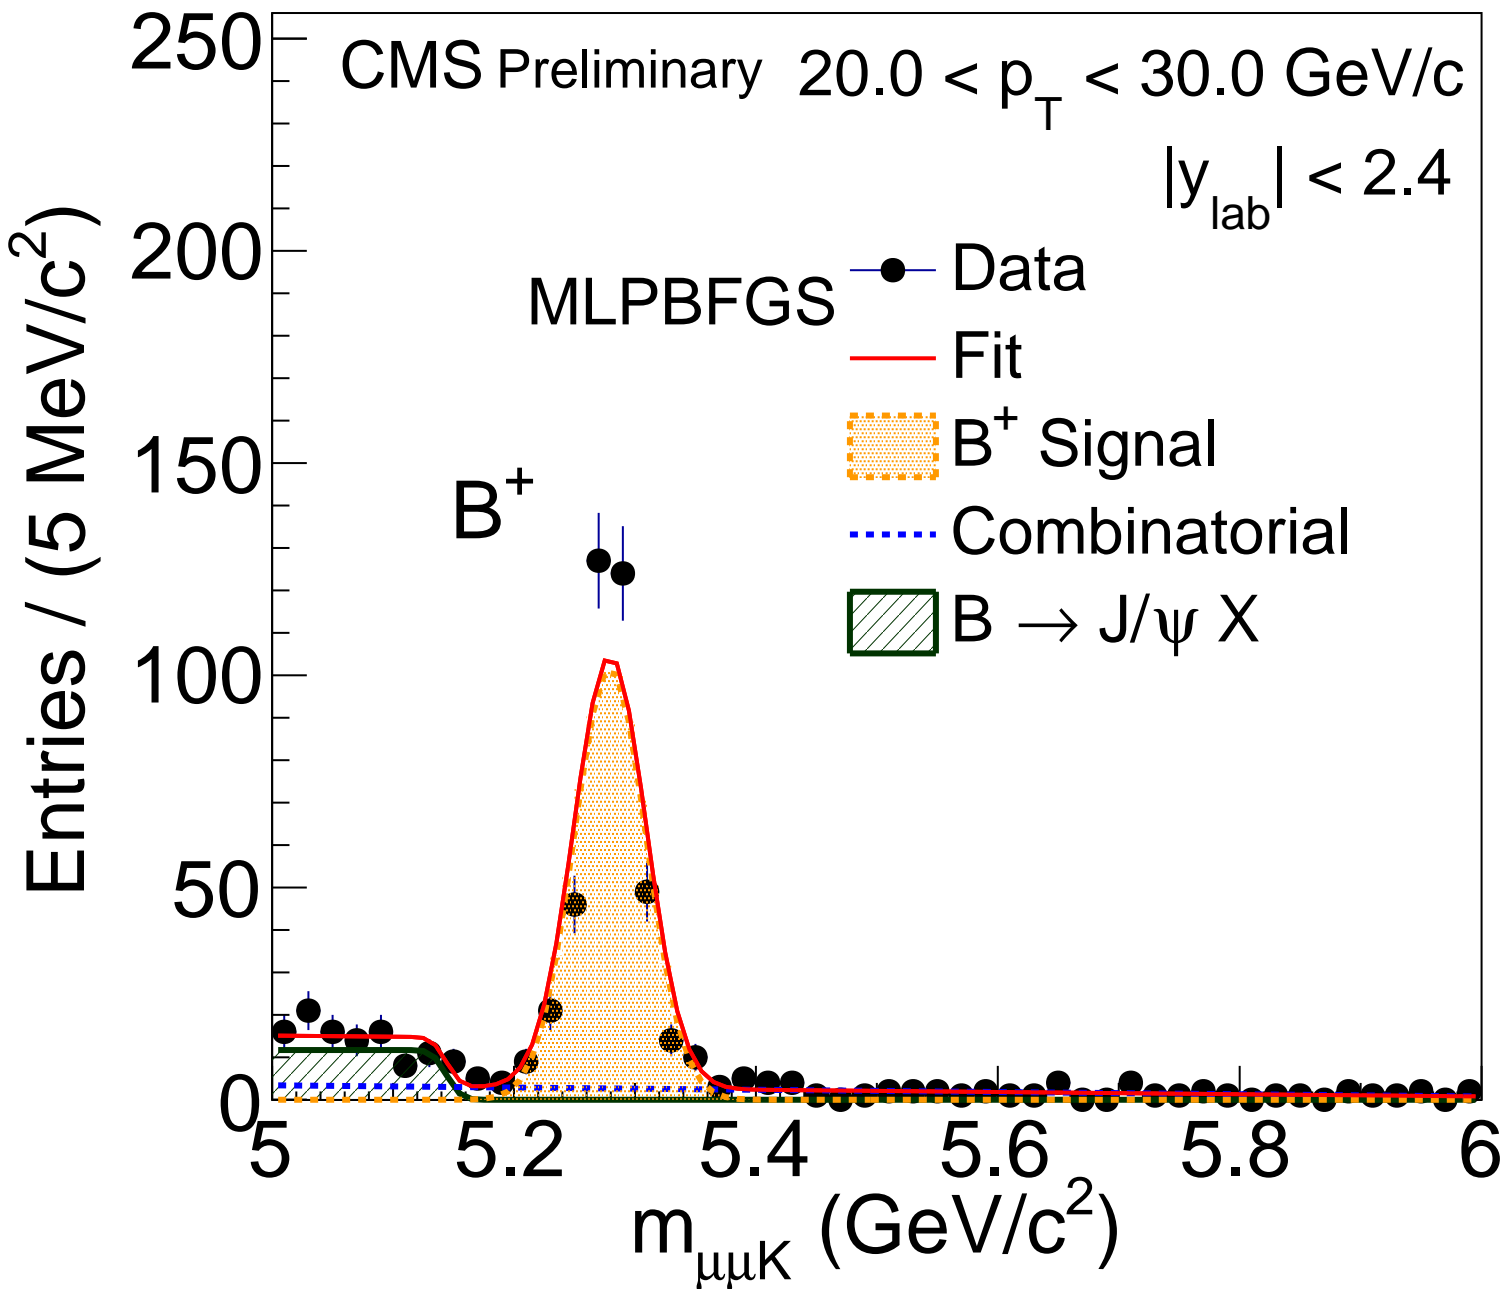 CMS Preliminary 20.0 < p_T < 30.0 GeV/c
|y_lab| < 2.4
MLPBFGS
Data
Fit
B⁺ Signal
Combinatorial
B → J/ψ X
B⁺
Entries / (5 MeV/c²)
250
200
150
100
50
0
5 5.2 5.4 5.6 5.8 6
m_μμK (GeV/c²)